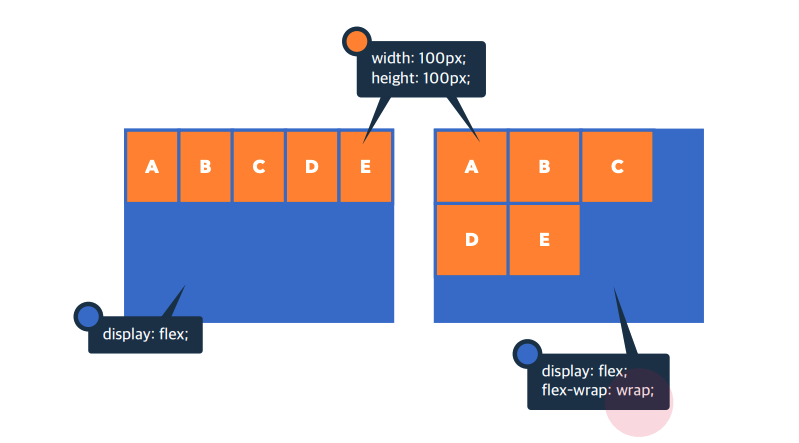 width: 100px;
height: 100px;
A B C D E
A B C
D E
display: flex;
display: flex;
flex-wrap: wrap;